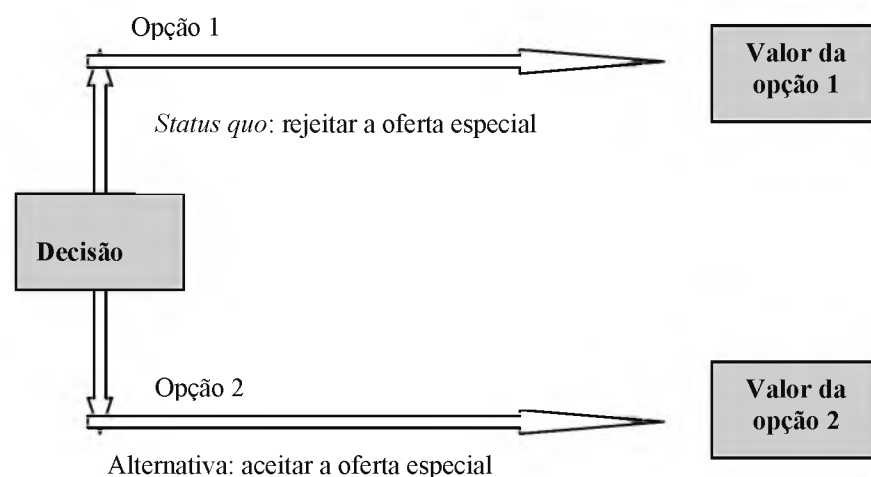 Opção 1
Valor da
opção 1
Status quo: rejeitar a oferta especial
Decisão
Opção 2
Valor da
opção 2
Alternativa: aceitar a oferta especial